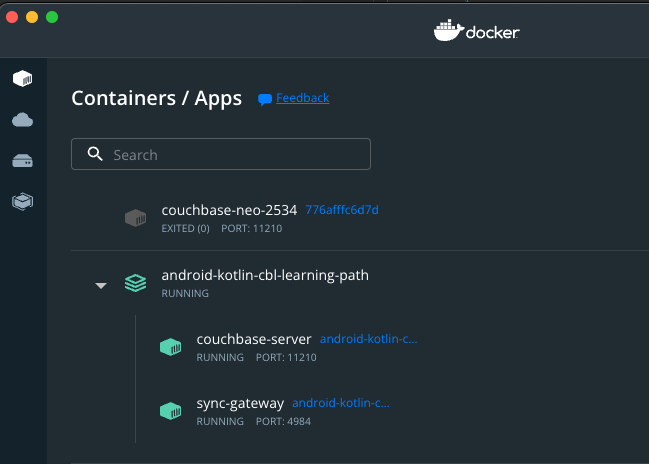 docker
Containers / Apps Feedback
Search
couchbase-neo-2534 776afffc6d7d
EXITED (0) PORT: 11210
android-kotlin-cbl-learning-path
RUNNING
couchbase-server android-kotlin-c...
RUNNING PORT: 11210
sync-gateway android-kotlin-c...
RUNNING PORT: 4984